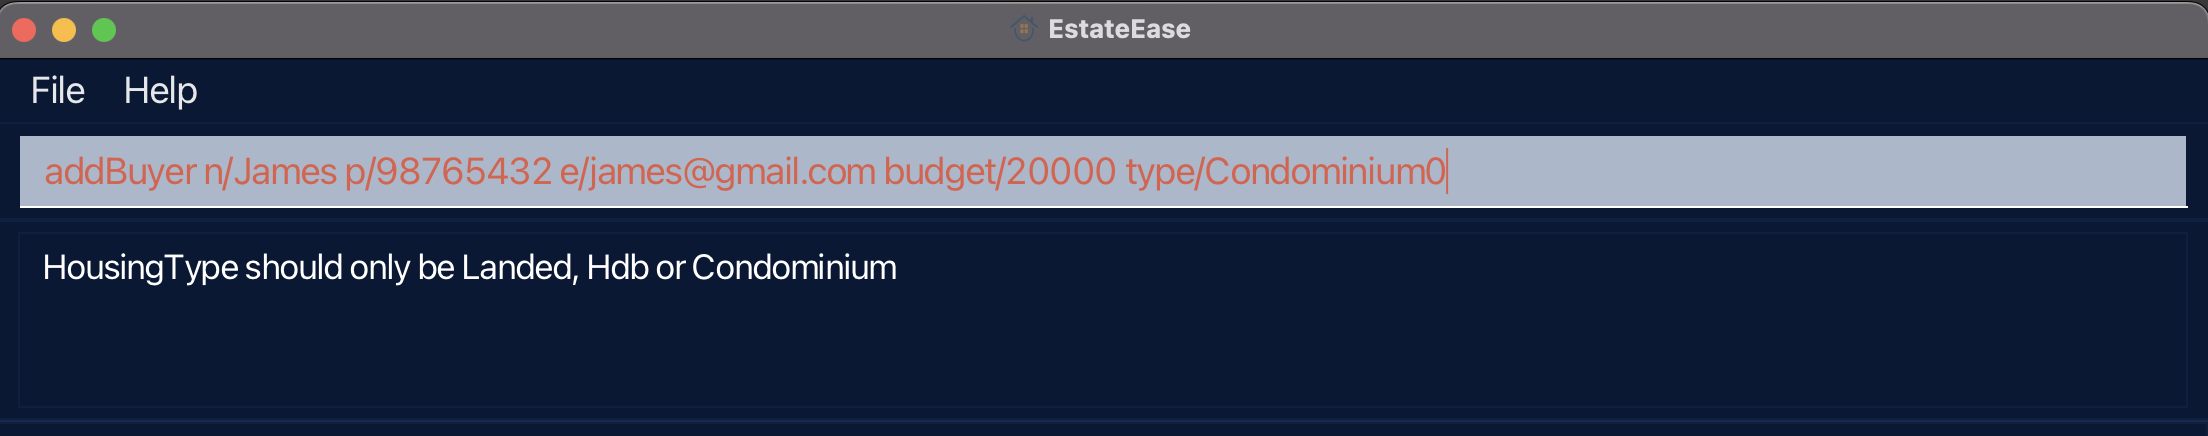 EstateEase
File Help
addBuyer n/James p/98765432 e/james@gmail.com budget/20000 type/Condominium0
HousingType should only be Landed, Hdb or Condominium